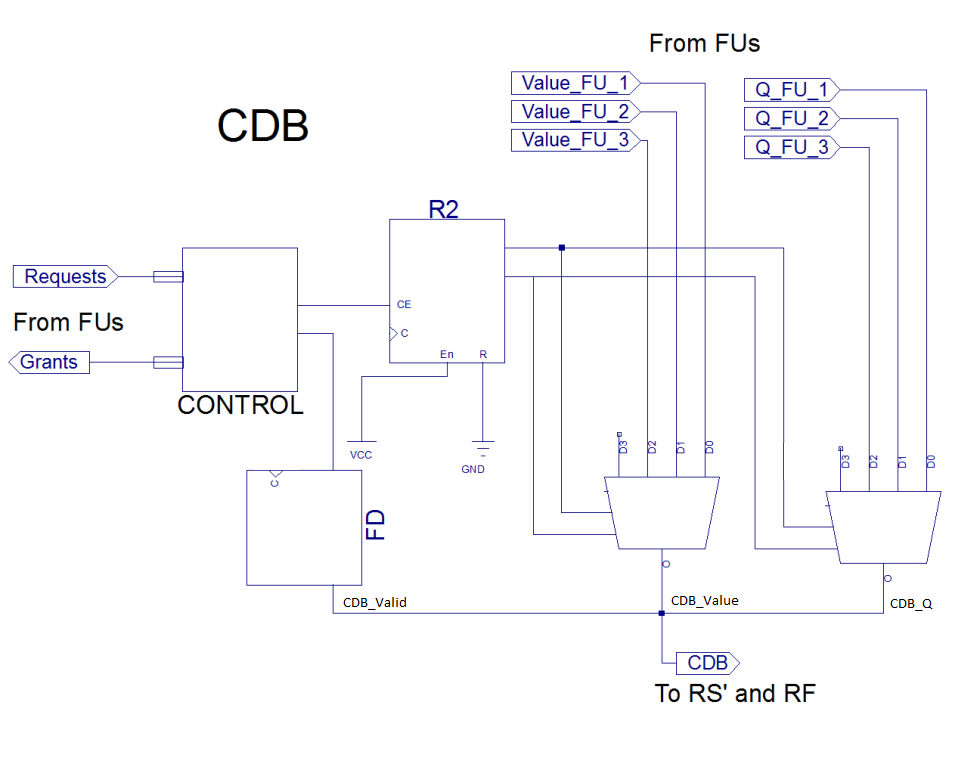 From FUs
Value_FU_1
Q_FU_1
Value_FU_2
Q_FU_2
Value_FU_3
Q_FU_3
CDB
R2
Requests
CE
From FUs
C
Grants
En
R
CONTROL
VCC
GND
D3
D2
D1
D0
D3
D2
D1
D0
C
FD
O
O
CDB_Valid
CDB_Value
CDB_Q
CDB
To RS' and RF